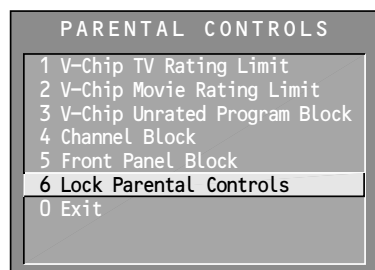 PARENTAL CONTROLS
1 V-Chip TV Rating Limit
2 V-Chip Movie Rating Limit
3 V-Chip Unrated Program Block
4 Channel Block
5 Front Panel Block
6 Lock Parental Controls
0 Exit